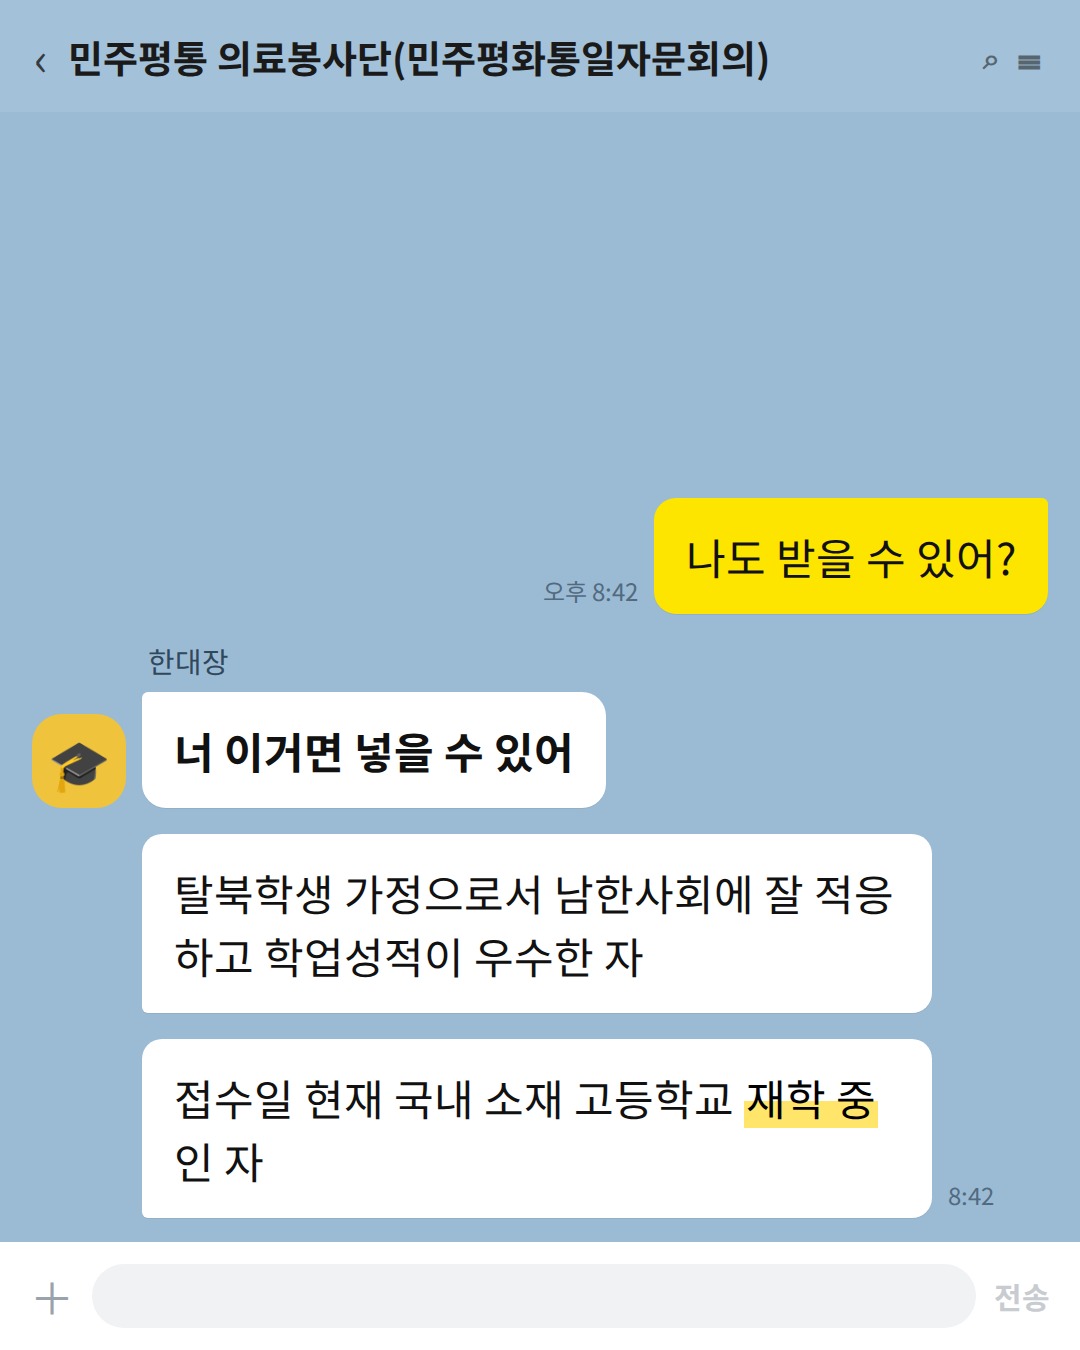 민주평통 의료봉사단(민주평화통일자문회의)
나도 받을 수 있어?
오후 8:42
한대장
너 이거면 넣을 수 있어
탈북학생 가정으로서 남한사회에 잘 적응
하고 학업성적이 우수한 자
접수일 현재 국내 소재 고등학교 재학 중
인 자
8:42
전송